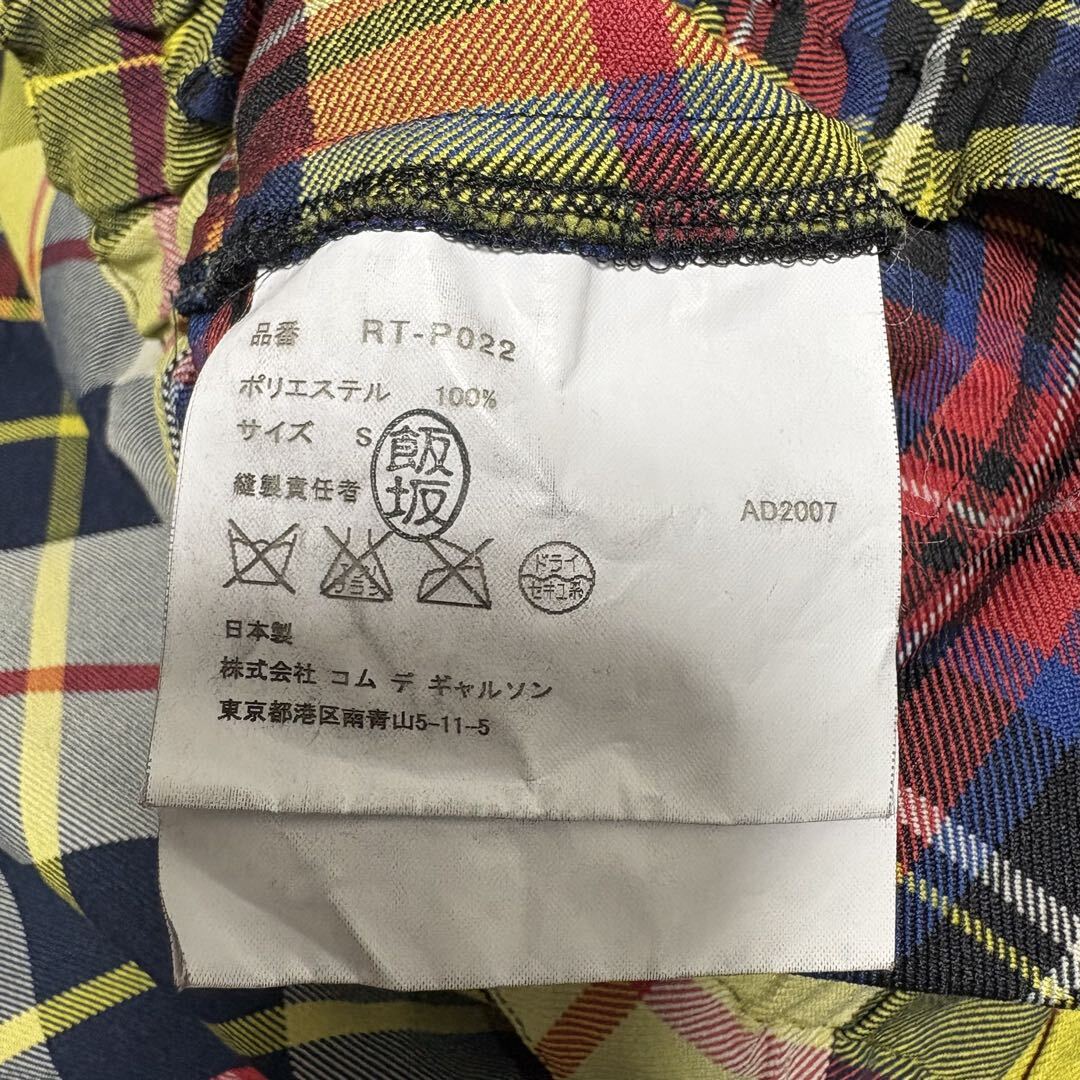 品番 RT-P022
ポリエステル 100%
サイズ S
飯
坂
縫製責任者
AD2007
ドライ
セキユ系
日本製
株式会社 コム デ ギャルソン
東京都港区南青山5-11-5